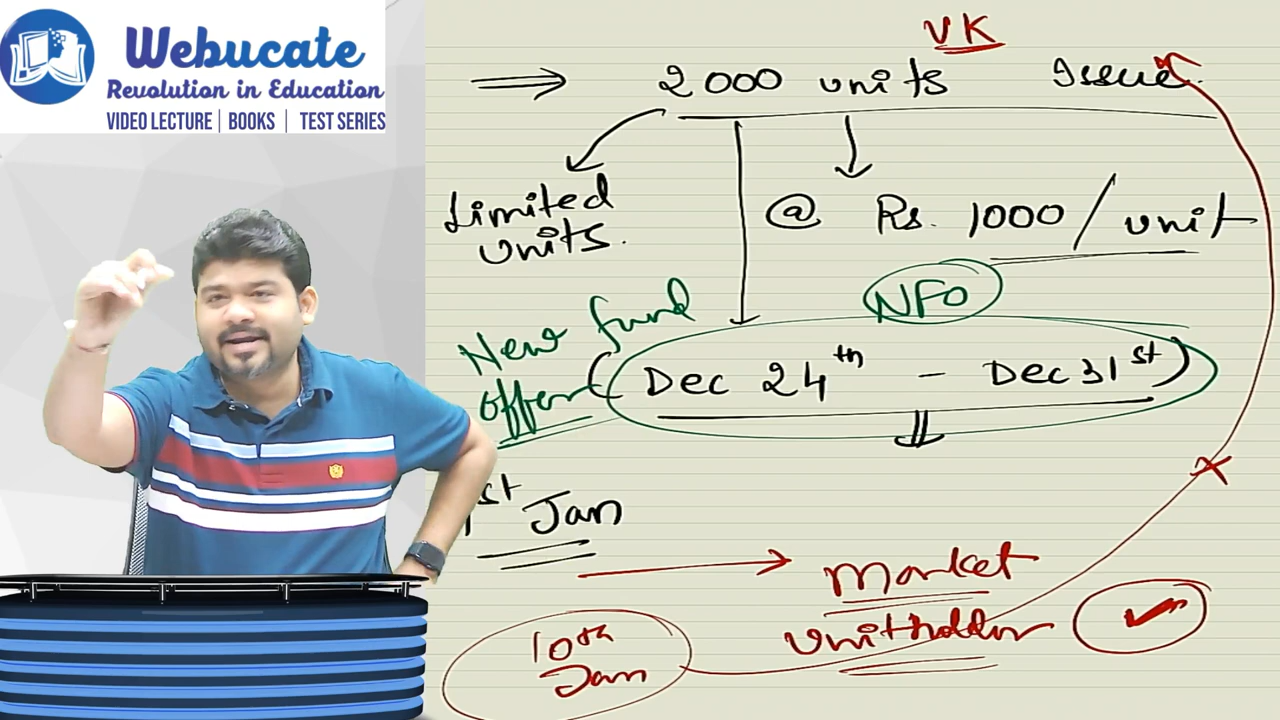 Webucate
Revolution in Education
VIDEO LECTURE | BOOKS | TEST SERIES
VK
2000 units Issue
Limited
units.
@ Rs. 1000 / unit
NFO
New fund
offer
(Dec 24th - Dec 31st)
1st Jan
Market
unitholder
10th
Jan